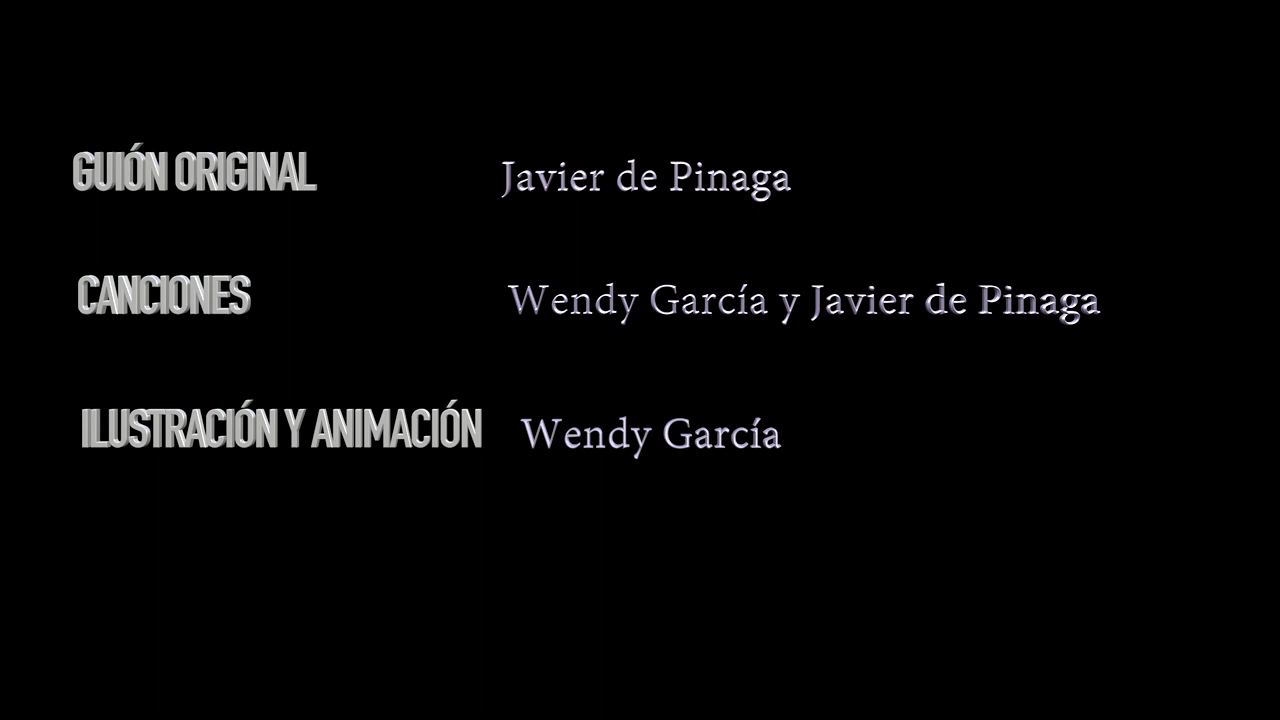 GUIÓN ORIGINAL Javier de Pinaga
CANCIONES Wendy García y Javier de Pinaga
ILUSTRACIÓN Y ANIMACIÓN Wendy García